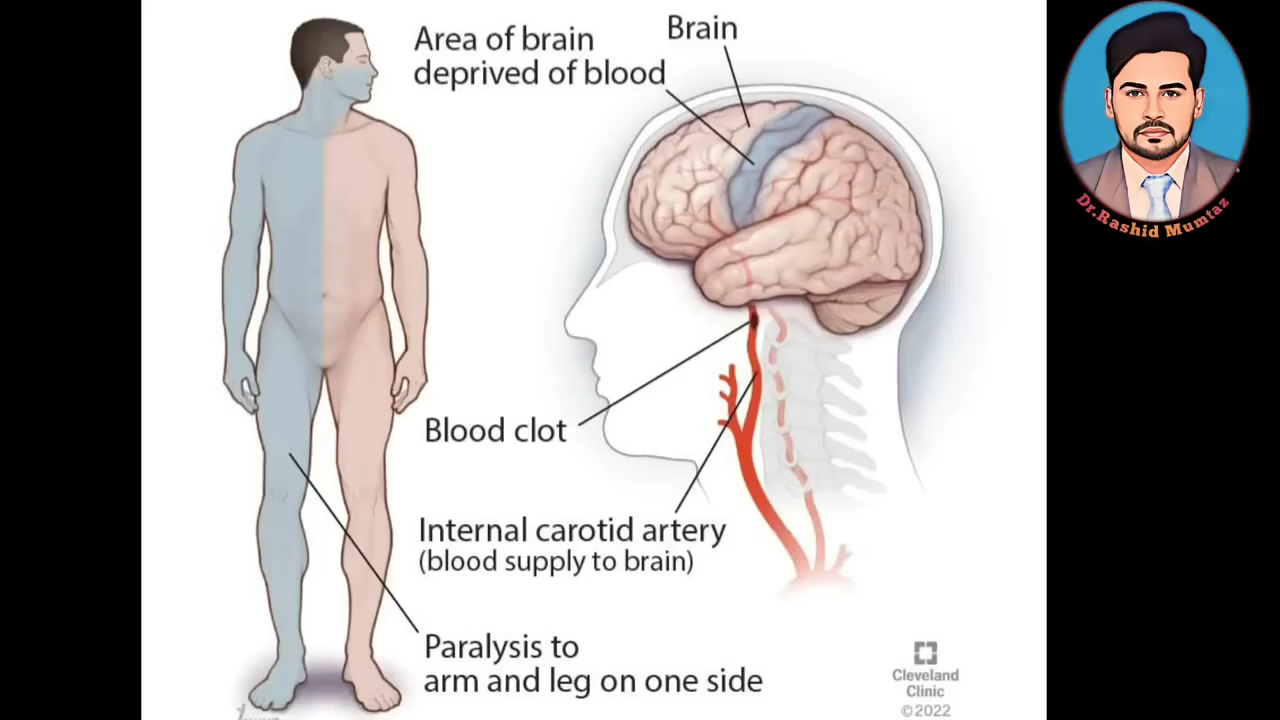 Area of brain
deprived of blood
Brain
Blood clot
Internal carotid artery
(blood supply to brain)
Paralysis to
arm and leg on one side
Cleveland
Clinic
©2022
Dr.Rashid Mumtaz